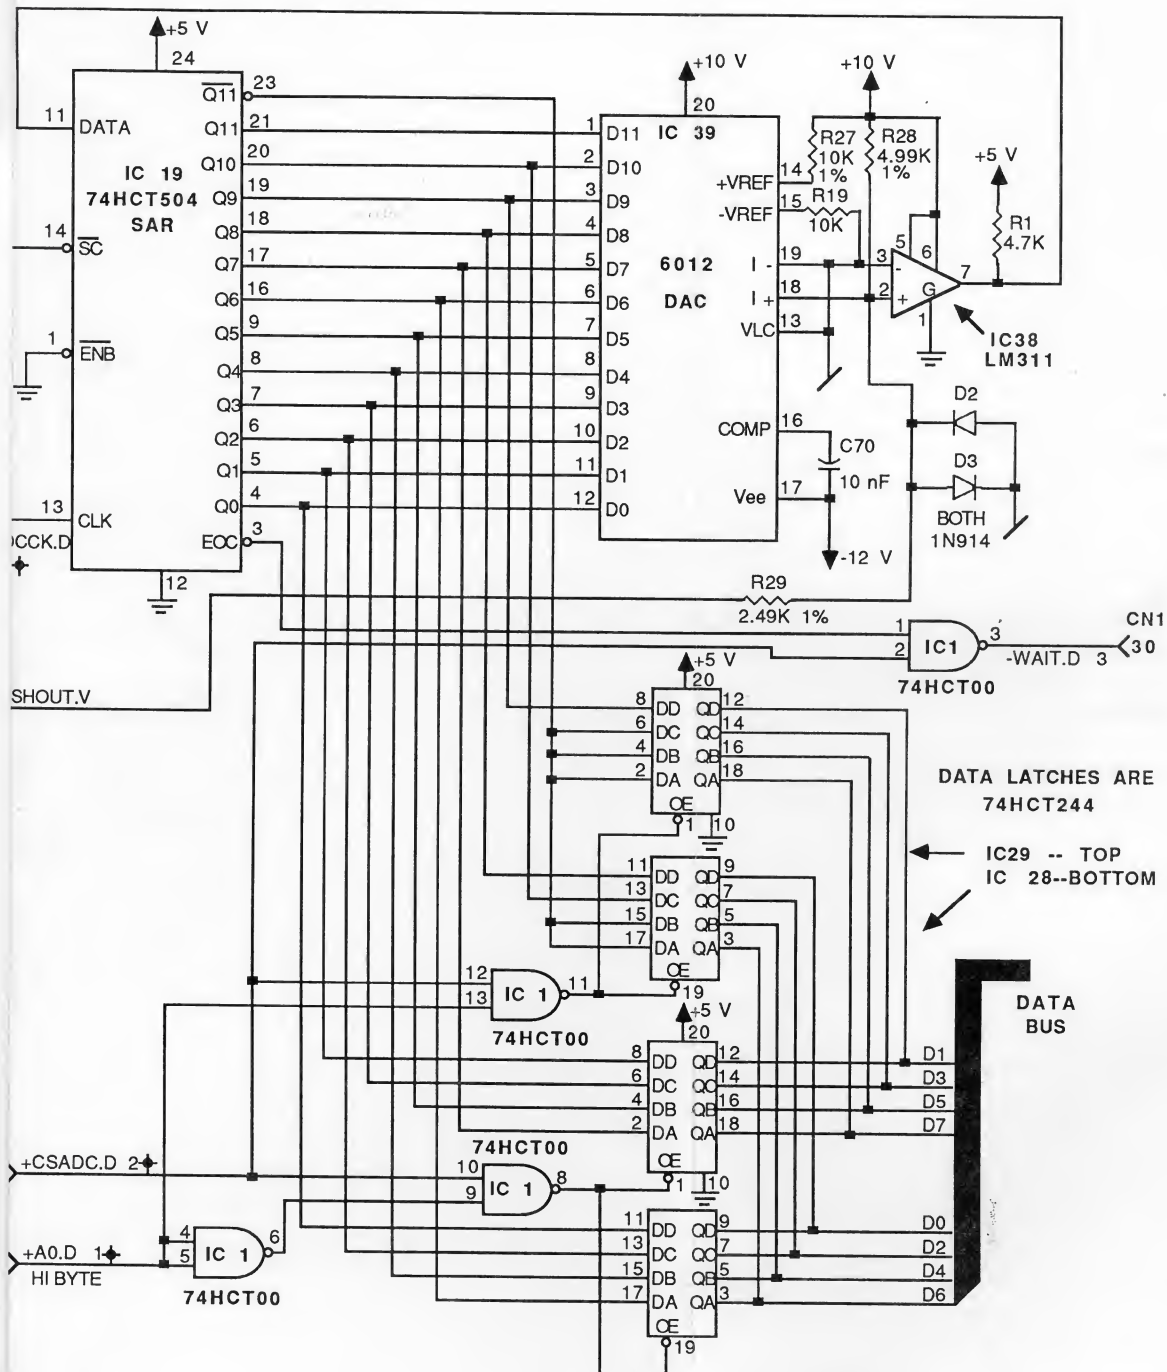 +5 V
24
Q11
23
11
DATA
Q11
21
Q10
20
IC 19
74HCT504
SAR
Q9
19
Q8
18
14
SC
Q7
17
Q6
16
Q5
9
1
ENB
Q4
8
Q3
7
Q2
6
Q1
5
Q0
4
13
CLK
EOC
3
CCK.D
12
+10 V
20
IC 39
1
D11
2
D10
3
D9
4
D8
5
D7
6
D6
7
D5
8
D4
9
D3
10
D2
11
D1
12
D0
6012
DAC
+VREF
14
-VREF
15
I -
19
I +
18
VLC
13
COMP
16
Vee
17
+10 V
R27
10K
1%
R28
4.99K
1%
R19
10K
+5 V
R1
4.7K
5
6
3
-
2
+
G
7
1
IC38
LM311
C70
10 nF
-12 V
D2
D3
BOTH
1N914
R29
2.49K 1%
SHOUT.V
1
2
IC1
3
74HCT00
-WAIT.D 3
CN1
30
+5 V
20
8
DD
QD
12
6
DC
QC
14
4
DB
QB
16
2
DA
QA
18
OE
1
10
DATA LATCHES ARE
74HCT244
IC29 -- TOP
IC 28--BOTTOM
11
DD
QD
9
13
DC
QC
7
15
DB
QB
5
17
DA
QA
3
OE
19
12
13
IC 1
11
74HCT00
+5 V
20
8
DD
QD
12
6
DC
QC
14
4
DB
QB
16
2
DA
QA
18
OE
1
10
DATA
BUS
D1
D3
D5
D7
74HCT00
10
9
IC 1
8
+CSADC.D 2
+A0.D 1
HI BYTE
4
5
IC 1
6
74HCT00
11
DD
QD
9
13
DC
QC
7
15
DB
QB
5
17
DA
QA
3
OE
19
D0
D2
D4
D6